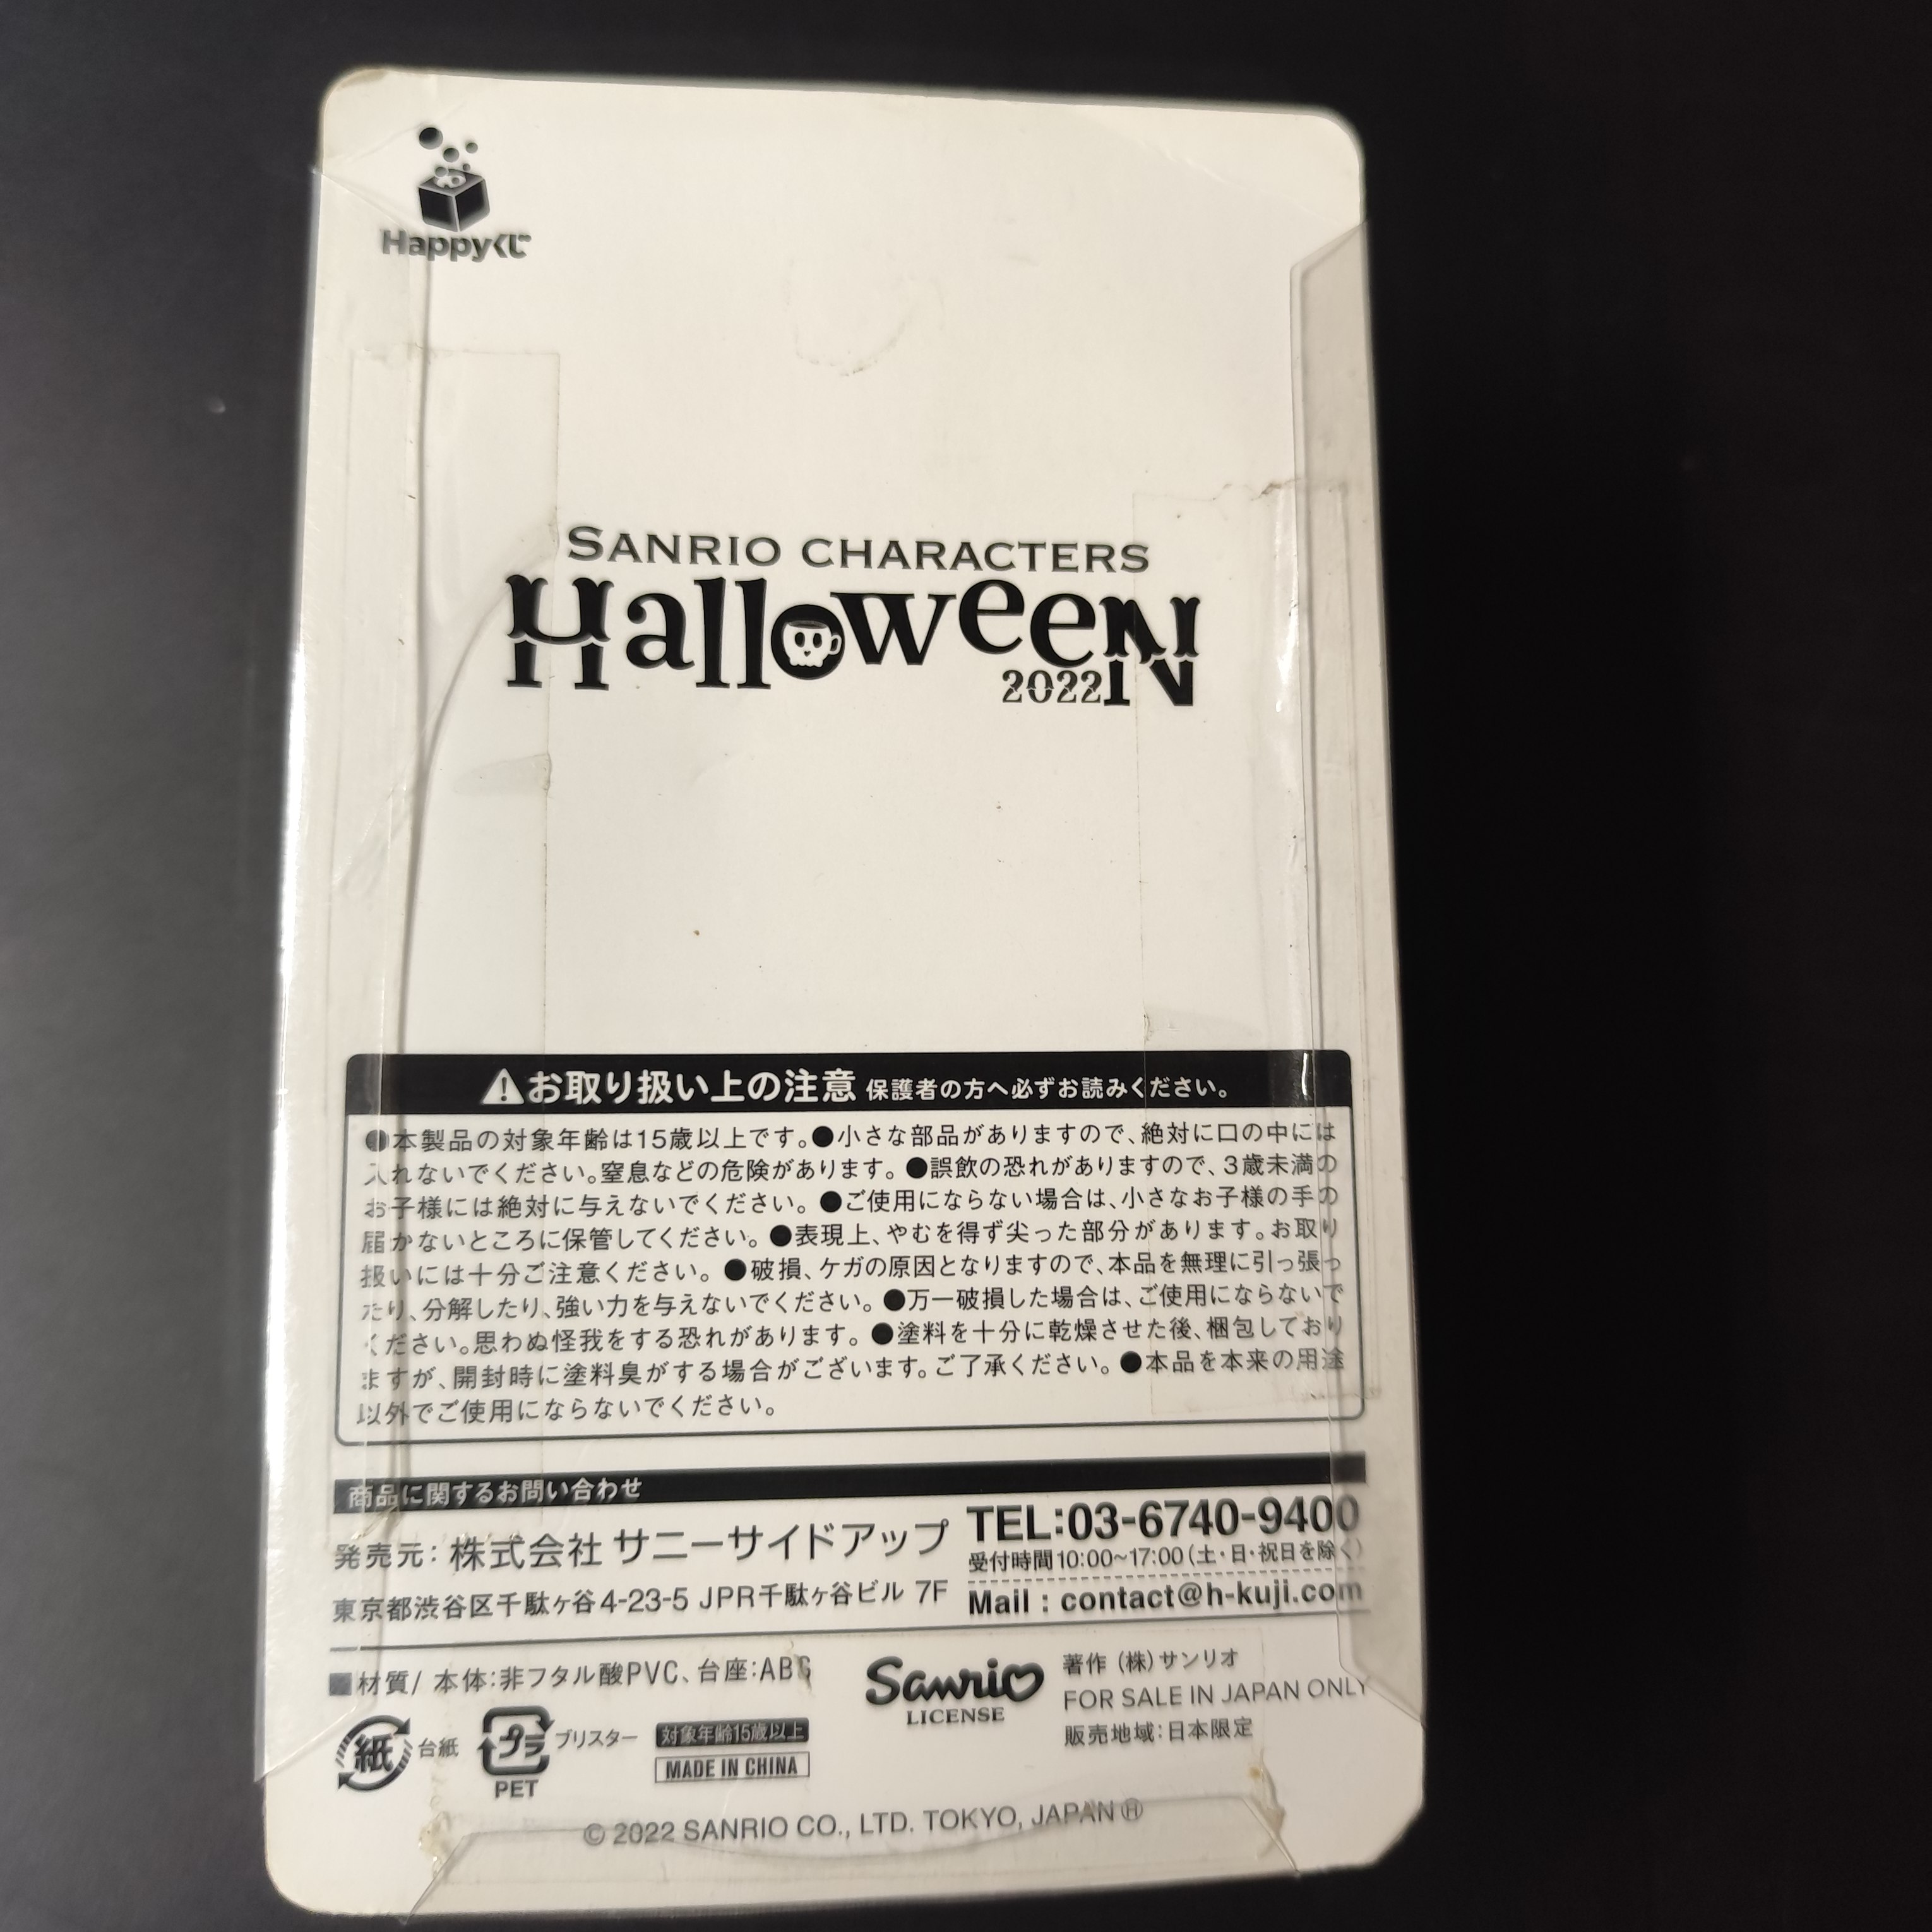 Happyくじ
SANRIO CHARACTERS
Halloween
2022
お取り扱い上の注意 保護者の方へ必ずお読みください。
●本製品の対象年齢は15歳以上です。●小さな部品がありますので、絶対に口の中には
入れないでください。窒息などの危険があります。●誤飲の恐れがありますので、3歳未満の
お子様には絶対に与えないでください。●ご使用にならない場合は、小さなお子様の手の
届かないところに保管してください。●表現上、やむを得ず尖った部分があります。お取り
扱いには十分ご注意ください。●破損、ケガの原因となりますので、本品を無理に引っ張っ
たり、分解したり、強い力を与えないでください。●万一破損した場合は、ご使用にならないで
ください。思わぬ怪我をする恐れがあります。●塗料を十分に乾燥させた後、梱包しており
ますが、開封時に塗料臭がする場合がございます。ご了承ください。●本品を本来の用途
以外でご使用にならないでください。
商品に関するお問い合わせ
発売元：株式会社 サニーサイドアップ
東京都渋谷区千駄ヶ谷4-23-5 JPR千駄ヶ谷ビル 7F
TEL:03-6740-9400
受付時間10:00~17:00（土・日・祝日を除く）
Mail : contact@h-kuji.com
■材質/ 本体:非フタル酸PVC、台座:ABS
紙 台紙
プラ ブリスター
PET
対象年齢15歳以上
MADE IN CHINA
Sanrio
LICENSE
著作（株）サンリオ
FOR SALE IN JAPAN ONLY
販売地域：日本限定
© 2022 SANRIO CO., LTD. TOKYO, JAPAN Ⓗ